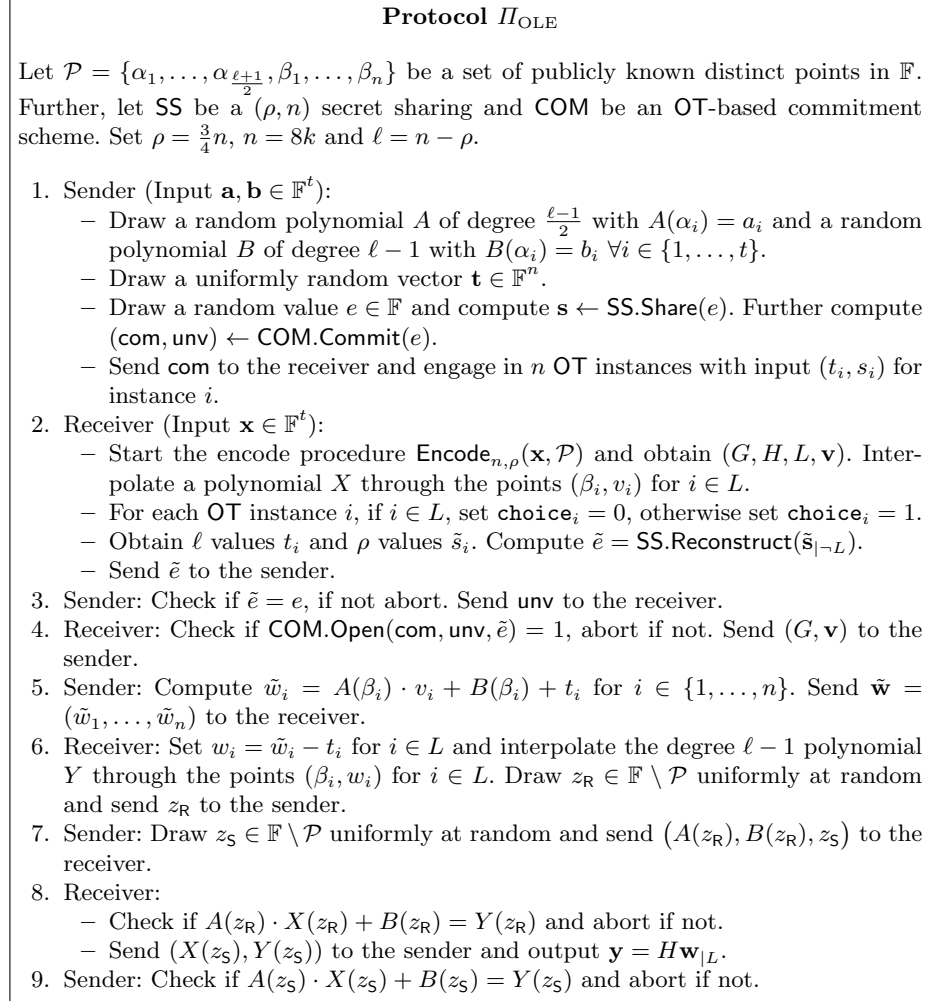 Protocol Π_OLE
Let 𝒫 = {α_1, . . . , α_{\frac{ℓ+1}{2}}, β_1, . . . , β_n} be a set of publicly known distinct points in 𝔽.
Further, let SS be a (ρ, n) secret sharing and COM be an OT-based commitment
scheme. Set ρ = \frac{3}{4}n, n = 8k and ℓ = n − ρ.
1. Sender (Input a, b ∈ 𝔽^t):
– Draw a random polynomial A of degree \frac{ℓ−1}{2} with A(α_i) = a_i and a random
polynomial B of degree ℓ − 1 with B(α_i) = b_i ∀i ∈ {1, . . . , t}.
– Draw a uniformly random vector t ∈ 𝔽^n.
– Draw a random value e ∈ 𝔽 and compute s ← SS.Share(e). Further compute
(com, unv) ← COM.Commit(e).
– Send com to the receiver and engage in n OT instances with input (t_i, s_i) for
instance i.
2. Receiver (Input x ∈ 𝔽^t):
– Start the encode procedure Encode_{n,ρ}(x, 𝒫) and obtain (G, H, L, v). Inter-
polate a polynomial X through the points (β_i, v_i) for i ∈ L.
– For each OT instance i, if i ∈ L, set choice_i = 0, otherwise set choice_i = 1.
– Obtain ℓ values t_i and ρ values s̃_i. Compute ẽ = SS.Reconstruct(s̃_{|¬L}).
– Send ẽ to the sender.
3. Sender: Check if ẽ = e, if not abort. Send unv to the receiver.
4. Receiver: Check if COM.Open(com, unv, ẽ) = 1, abort if not. Send (G, v) to the
sender.
5. Sender: Compute w̃_i = A(β_i) · v_i + B(β_i) + t_i for i ∈ {1, . . . , n}. Send w̃ =
(w̃_1, . . . , w̃_n) to the receiver.
6. Receiver: Set w_i = w̃_i − t_i for i ∈ L and interpolate the degree ℓ − 1 polynomial
Y through the points (β_i, w_i) for i ∈ L. Draw z_R ∈ 𝔽 \ 𝒫 uniformly at random
and send z_R to the sender.
7. Sender: Draw z_S ∈ 𝔽 \ 𝒫 uniformly at random and send (A(z_R), B(z_R), z_S) to the
receiver.
8. Receiver:
– Check if A(z_R) · X(z_R) + B(z_R) = Y(z_R) and abort if not.
– Send (X(z_S), Y(z_S)) to the sender and output y = Hw_{|L}.
9. Sender: Check if A(z_S) · X(z_S) + B(z_S) = Y(z_S) and abort if not.